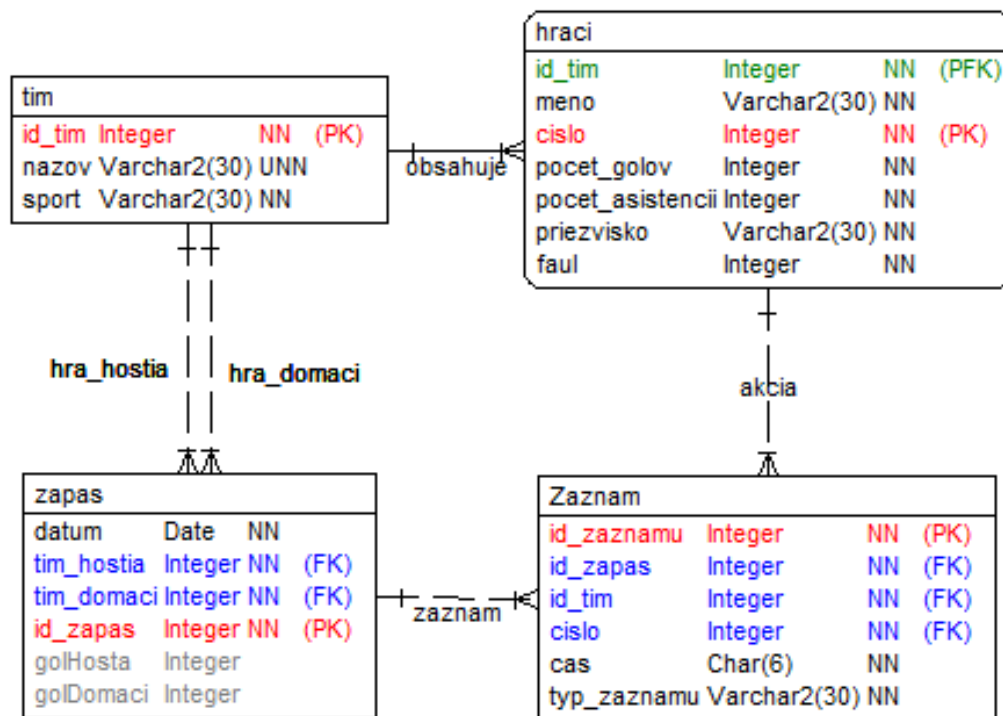 tim
id_tim Integer NN (PK)
nazov Varchar2(30) UNN
sport Varchar2(30) NN
obsahuje
hraci
id_tim Integer NN (PFK)
meno Varchar2(30) NN
cislo Integer NN (PK)
pocet_golov Integer NN
pocet_asistencii Integer NN
priezvisko Varchar2(30) NN
faul Integer NN
hra_hostia
hra_domaci
akcia
zapas
datum Date NN
tim_hostia Integer NN (FK)
tim_domaci Integer NN (FK)
id_zapas Integer NN (PK)
golHosta Integer
golDomaci Integer
zaznam
Zaznam
id_zaznamu Integer NN (PK)
id_zapas Integer NN (FK)
id_tim Integer NN (FK)
cislo Integer NN (FK)
cas Char(6) NN
typ_zaznamu Varchar2(30) NN